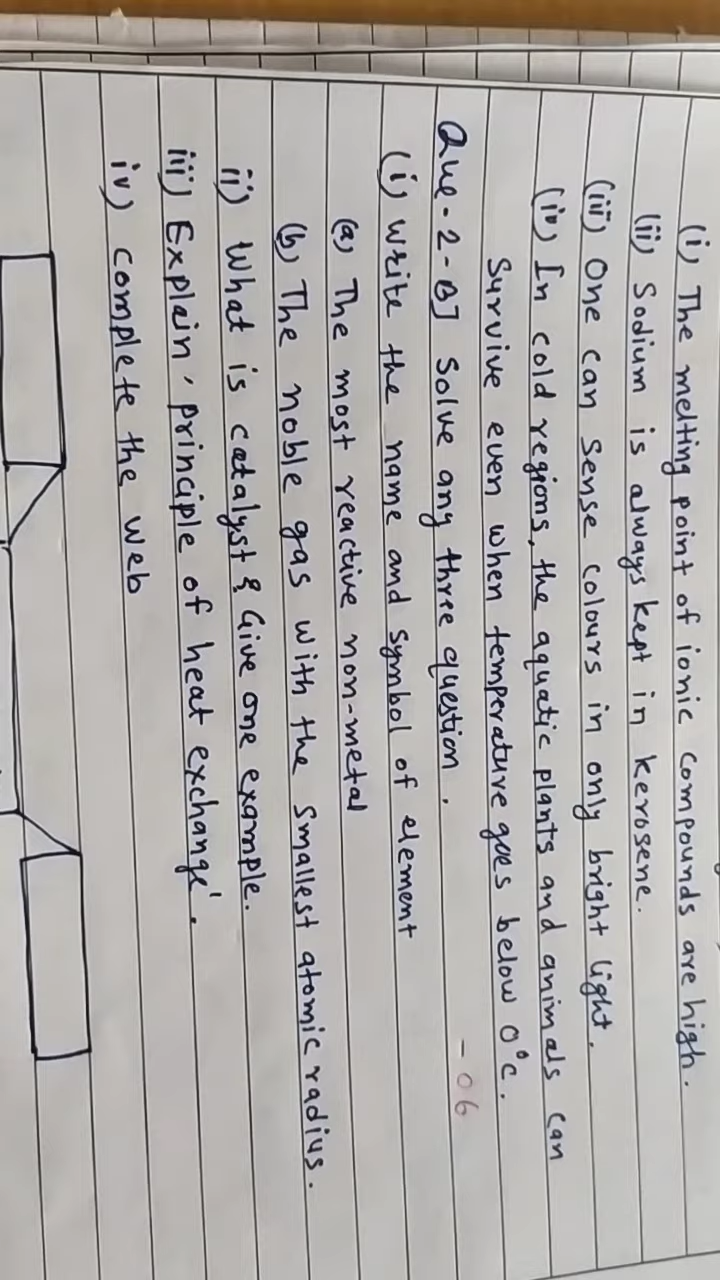 (i) The melting point of ionic compounds are high.
(ii) Sodium is always kept in kerosene.
(iii) One can sense colours in only bright light.
(iv) In cold regions, the aquatic plants and animals can
survive even when temperature goes below 0°c.
Que-2-B] Solve any three question. - 06
(i) write the name and symbol of element
(a) The most reactive non-metal
(b) The noble gas with the smallest atomic radius.
ii) What is catalyst & Give one example.
iii) Explain 'principle of heat exchange'.
iv) complete the web